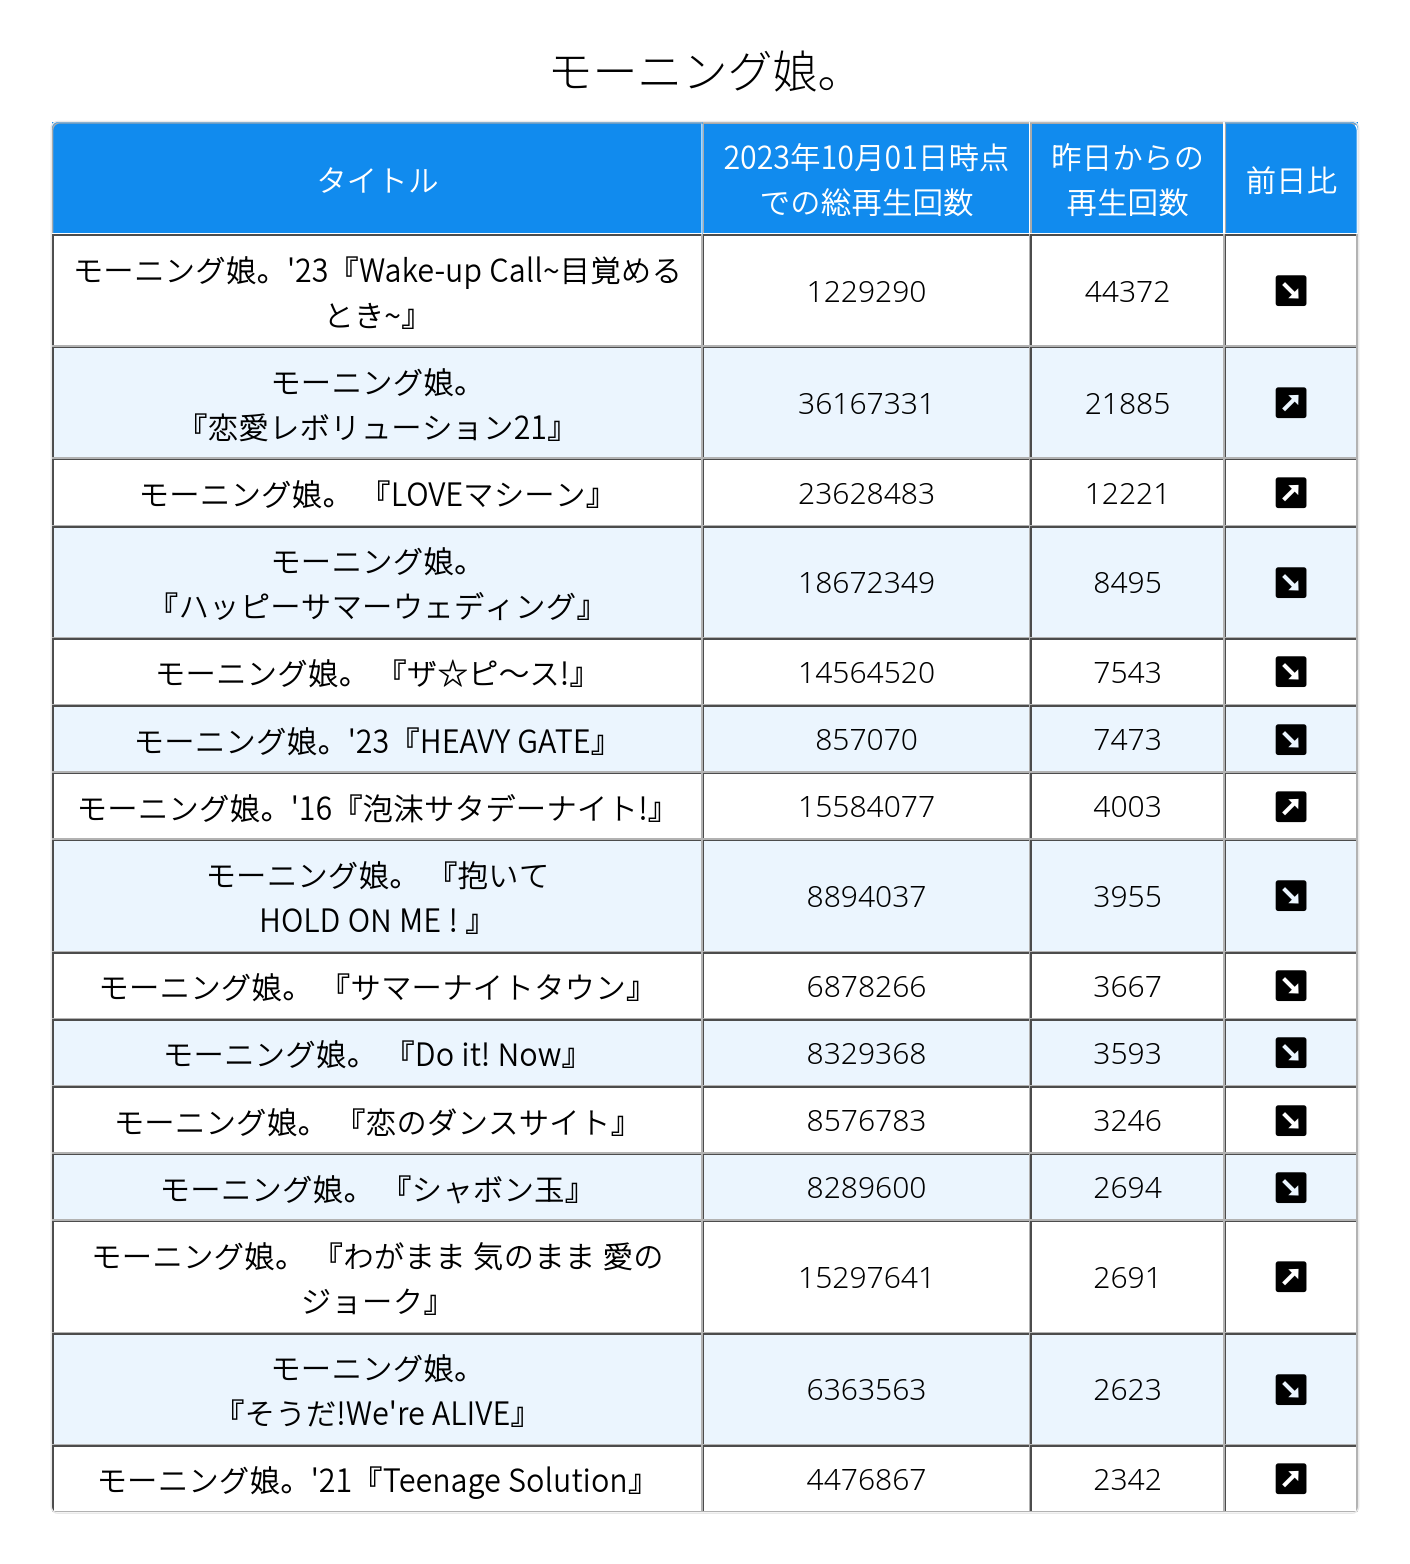 モーニング娘。
タイトル
2023年10月01日時点
での総再生回数
昨日からの
再生回数
前日比
モーニング娘。'23『Wake-up Call~目覚める
とき~』
1229290
44372
モーニング娘。
『恋愛レボリューション21』
36167331
21885
モーニング娘。 『LOVEマシーン』
23628483
12221
モーニング娘。
『ハッピーサマーウェディング』
18672349
8495
モーニング娘。 『ザ☆ピ〜ス!』
14564520
7543
モーニング娘。'23『HEAVY GATE』
857070
7473
モーニング娘。'16『泡沫サタデーナイト!』
15584077
4003
モーニング娘。 『抱いて
HOLD ON ME ! 』
8894037
3955
モーニング娘。 『サマーナイトタウン』
6878266
3667
モーニング娘。 『Do it! Now』
8329368
3593
モーニング娘。 『恋のダンスサイト』
8576783
3246
モーニング娘。 『シャボン玉』
8289600
2694
モーニング娘。 『わがまま 気のまま 愛の
ジョーク』
15297641
2691
モーニング娘。
『そうだ!We're ALIVE』
6363563
2623
モーニング娘。'21『Teenage Solution』
4476867
2342